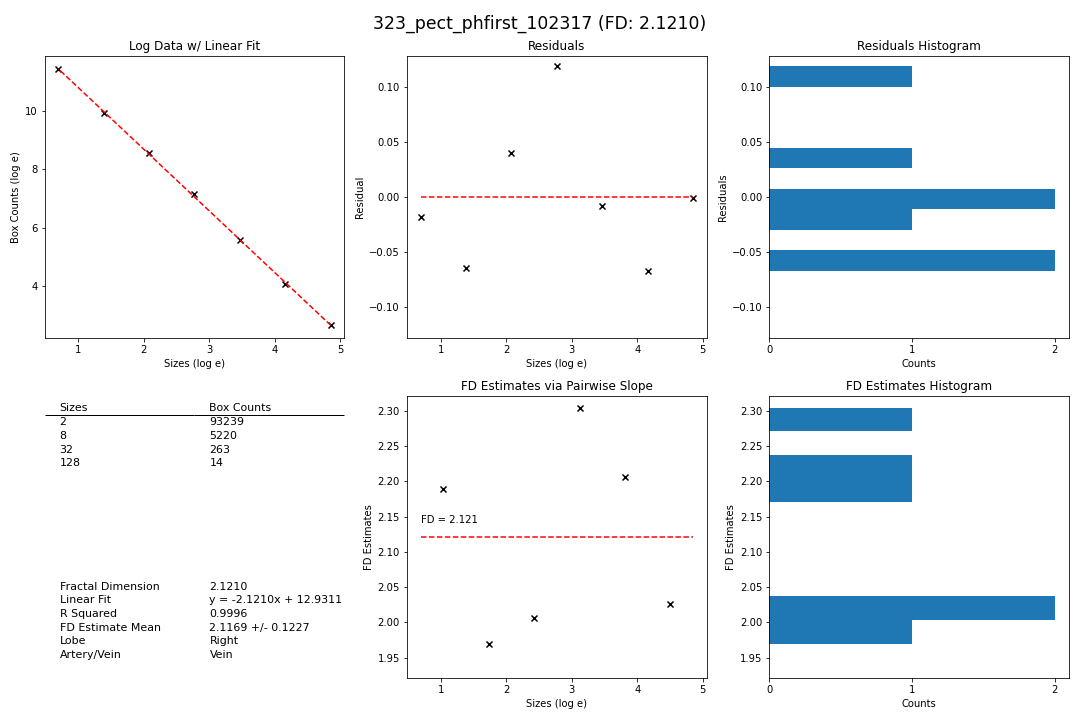 323_pect_phfirst_102317 (FD: 2.1210)
Log Data w/ Linear Fit
Box Counts (log e)
10
8
6
4
1 2 3 4 5
Sizes (log e)
Residuals
Residual
0.10
0.05
0.00
−0.05
−0.10
1 2 3 4 5
Sizes (log e)
Residuals Histogram
Residuals
0.10
0.05
0.00
−0.05
−0.10
0 1 2
Counts
Sizes Box Counts
2 93239
8 5220
32 263
128 14
Fractal Dimension 2.1210
Linear Fit y = -2.1210x + 12.9311
R Squared 0.9996
FD Estimate Mean 2.1169 +/- 0.1227
Lobe Right
Artery/Vein Vein
FD Estimates via Pairwise Slope
FD Estimates
2.30
2.25
2.20
2.15
2.10
2.05
2.00
1.95
FD = 2.121
1 2 3 4 5
Sizes (log e)
FD Estimates Histogram
FD Estimates
2.30
2.25
2.20
2.15
2.10
2.05
2.00
1.95
0 1 2
Counts